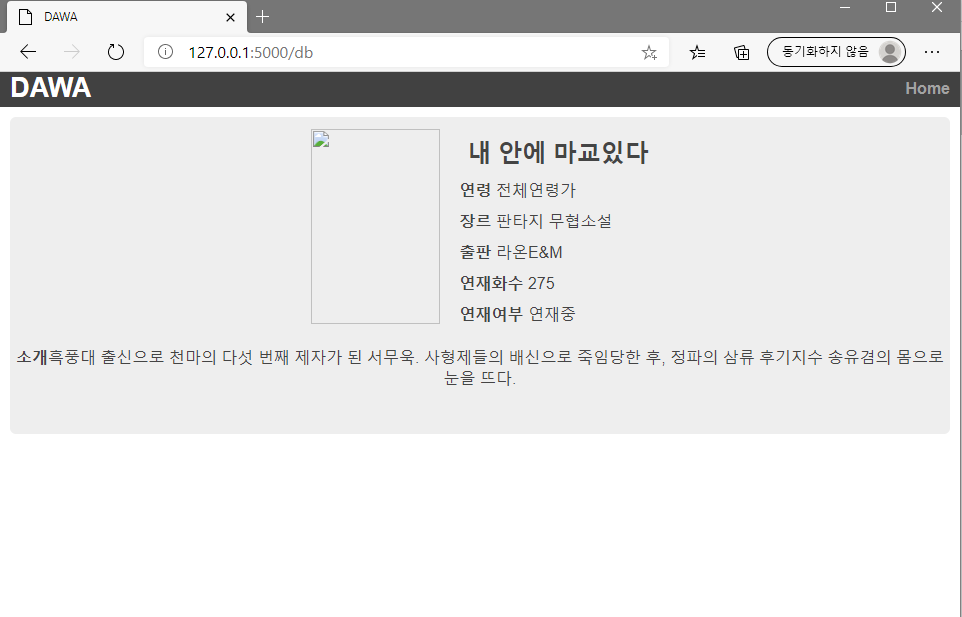 DAWA
127.0.0.1:5000/db
동기화하지 않음
DAWA
Home
내 안에 마교있다
연령 전체연령가
장르 판타지 무협소설
출판 라온E&M
연재화수 275
연재여부 연재중
소개흑풍대 출신으로 천마의 다섯 번째 제자가 된 서무욱. 사형제들의 배신으로 죽임당한 후, 정파의 삼류 후기지수 송유겸의 몸으로
눈을 뜨다.